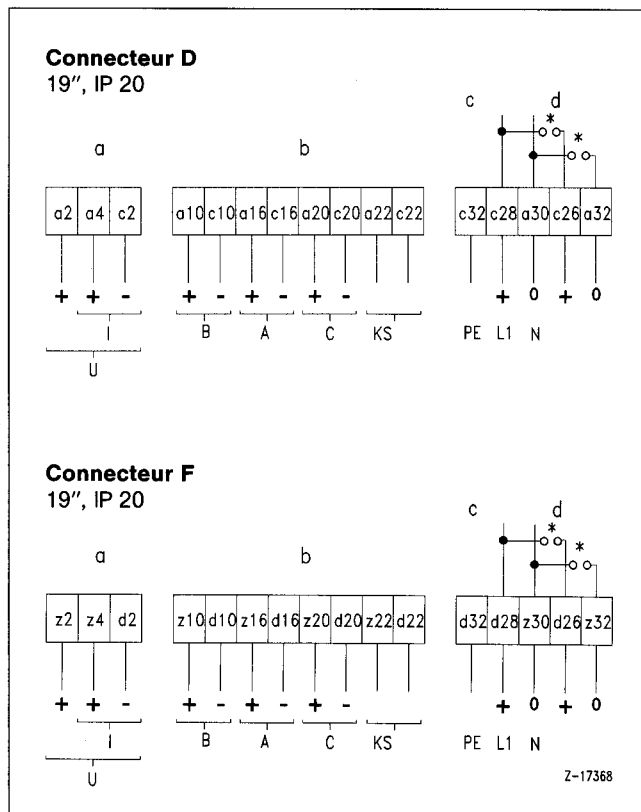 Connecteur D
19″, IP 20
c d
* *
a b
a2 a4 c2 a10 c10 a16 c16 a20 c20 a22 c22 c32 c28 a30 c26 a32
+ + - + - + - + - + 0 + 0
I B A C KS PE L1 N
U
Connecteur F
19″, IP 20
c d
* *
a b
z2 z4 d2 z10 d10 z16 d16 z20 d20 z22 d22 d32 d28 z30 d26 z32
+ + - + - + - + - + 0 + 0
I B A C KS PE L1 N
U
Z-17368